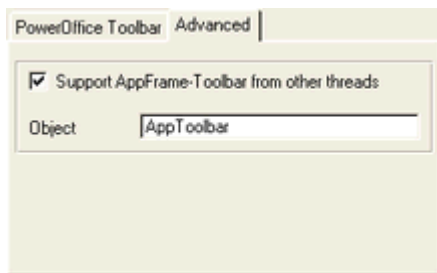 PowerOffice Toolbar Advanced
Support AppFrame-Toolbar from other threads
Object AppToolbar